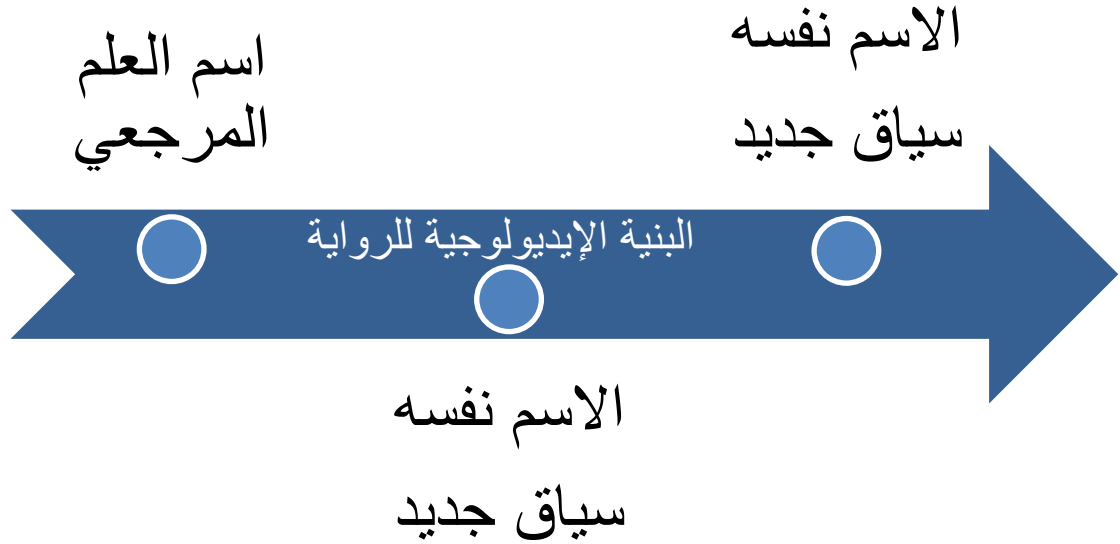 اسم العلم
المرجعي
الاسم نفسه
سياق جديد
البنية الإيديولوجية للرواية
الاسم نفسه
سياق جديد